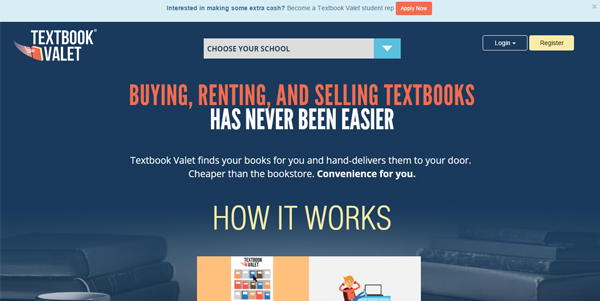 Interested in making some extra cash? Become a Textbook Valet student rep Apply Now
×
TEXTBOOK
VALET
CHOOSE YOUR SCHOOL
Login
Register
BUYING, RENTING, AND SELLING TEXTBOOKS
HAS NEVER BEEN EASIER
Textbook Valet finds your books for you and hand-delivers them to your door.
Cheaper than the bookstore. Convenience for you.
HOW IT WORKS
TEXTBOOK
VALET